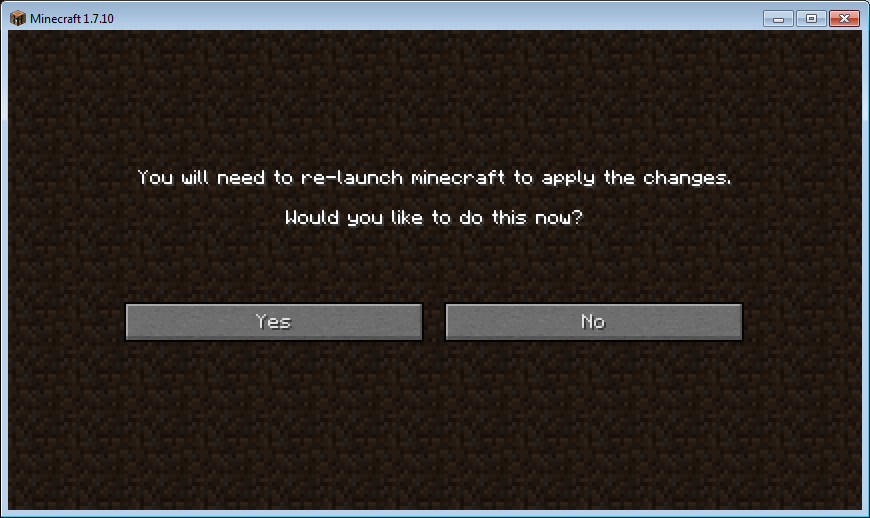 Minecraft 1.7.10
You will need to re-launch minecraft to apply the changes.
Would you like to do this now?
Yes
No